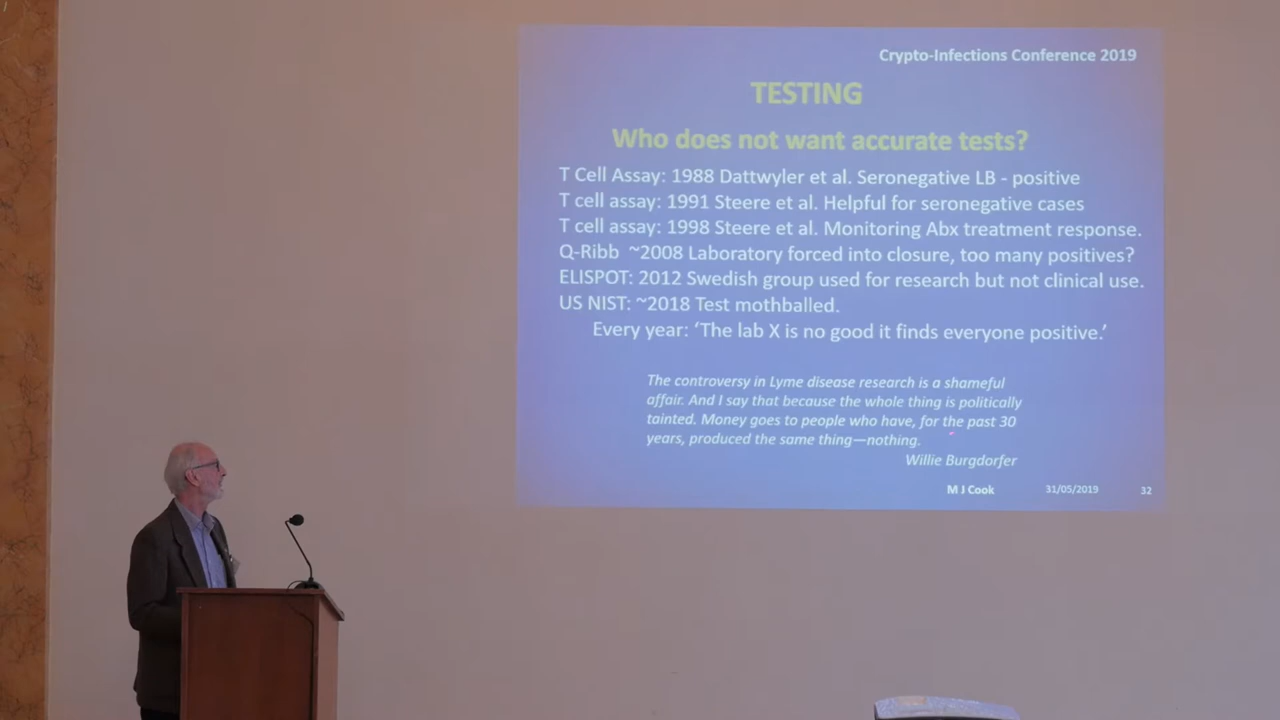 Crypto-Infections Conference 2019
TESTING
Who does not want accurate tests?
T Cell Assay: 1988 Dattwyler et al. Seronegative LB - positive
T cell assay: 1991 Steere et al. Helpful for seronegative cases
T cell assay: 1998 Steere et al. Monitoring Abx treatment response.
Q-Ribb ~2008 Laboratory forced into closure, too many positives?
ELISPOT: 2012 Swedish group used for research but not clinical use.
US NIST: ~2018 Test mothballed.
Every year: ‘The lab X is no good it finds everyone positive.’
The controversy in Lyme disease research is a shameful
affair. And I say that because the whole thing is politically
tainted. Money goes to people who have, for the past 30
years, produced the same thing—nothing.
Willie Burgdorfer
M J Cook 31/05/2019 32